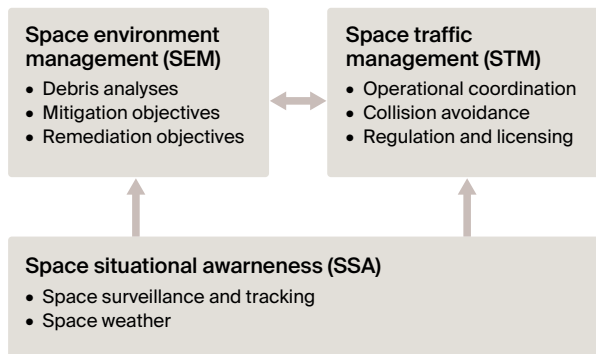 Space environment
management (SEM)
• Debris analyses
• Mitigation objectives
• Remediation objectives
Space traffic
management (STM)
• Operational coordination
• Collision avoidance
• Regulation and licensing
Space situational awarneness (SSA)
• Space surveillance and tracking
• Space weather